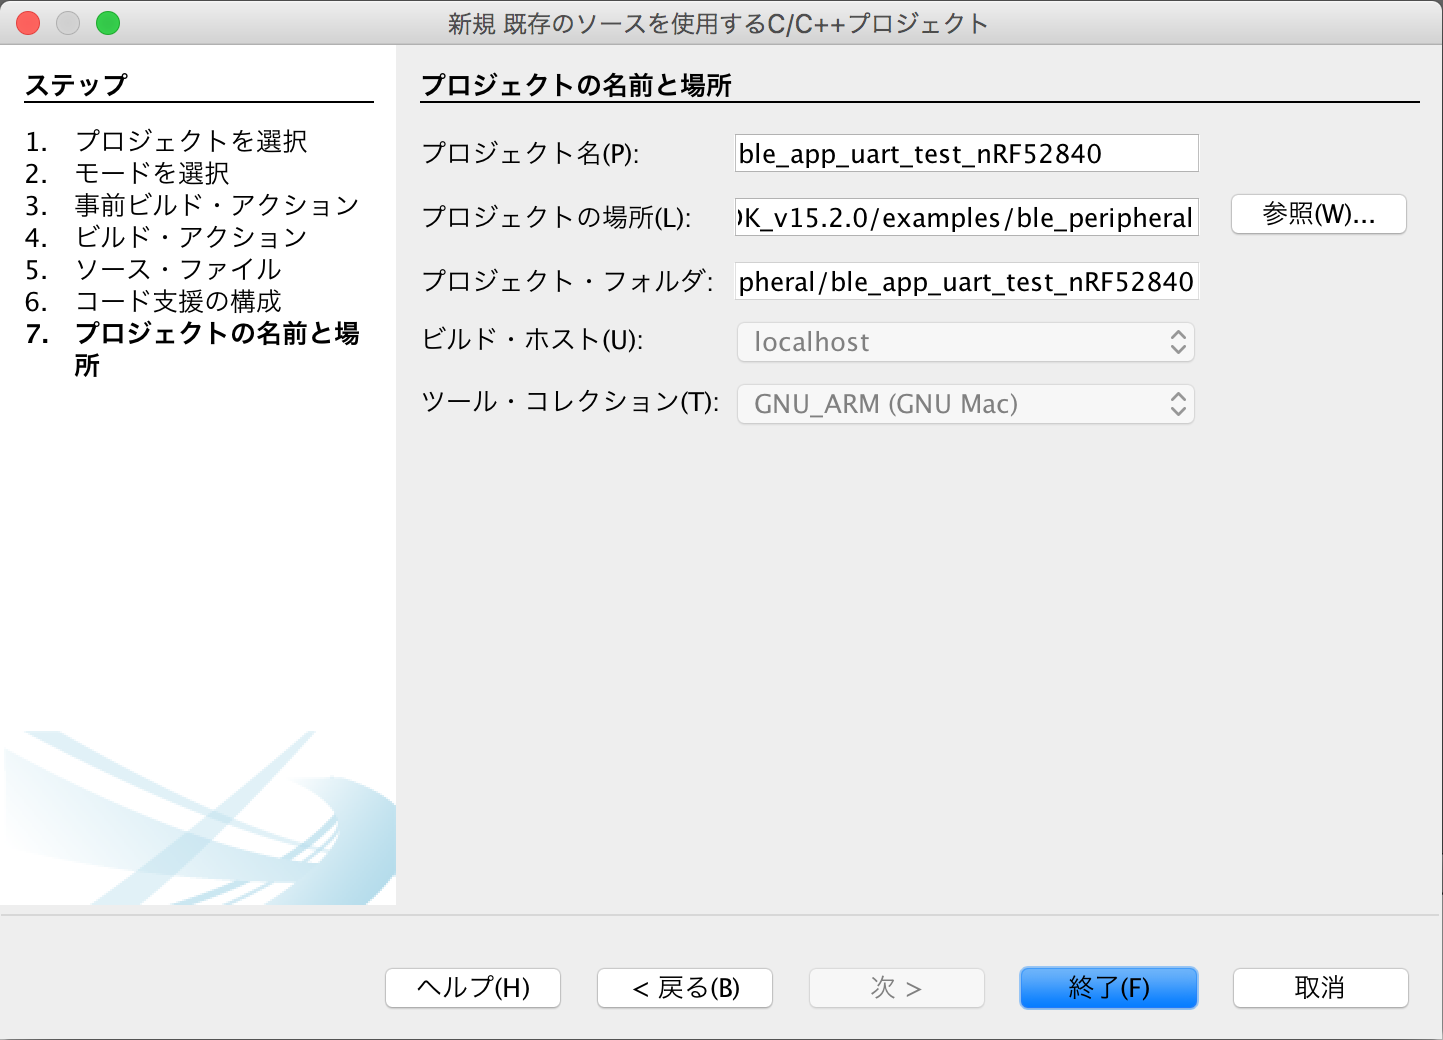 新規 既存のソースを使用するC/C++プロジェクト
ステップ
1. プロジェクトを選択
2. モードを選択
3. 事前ビルド・アクション
4. ビルド・アクション
5. ソース・ファイル
6. コード支援の構成
7. プロジェクトの名前と場
所
プロジェクトの名前と場所
プロジェクト名(P): ble_app_uart_test_nRF52840
プロジェクトの場所(L): K_v15.2.0/examples/ble_peripheral 参照(W)...
プロジェクト・フォルダ: pheral/ble_app_uart_test_nRF52840
ビルド・ホスト(U): localhost
ツール・コレクション(T): GNU_ARM (GNU Mac)
ヘルプ(H) < 戻る(B) 次 > 終了(F) 取消